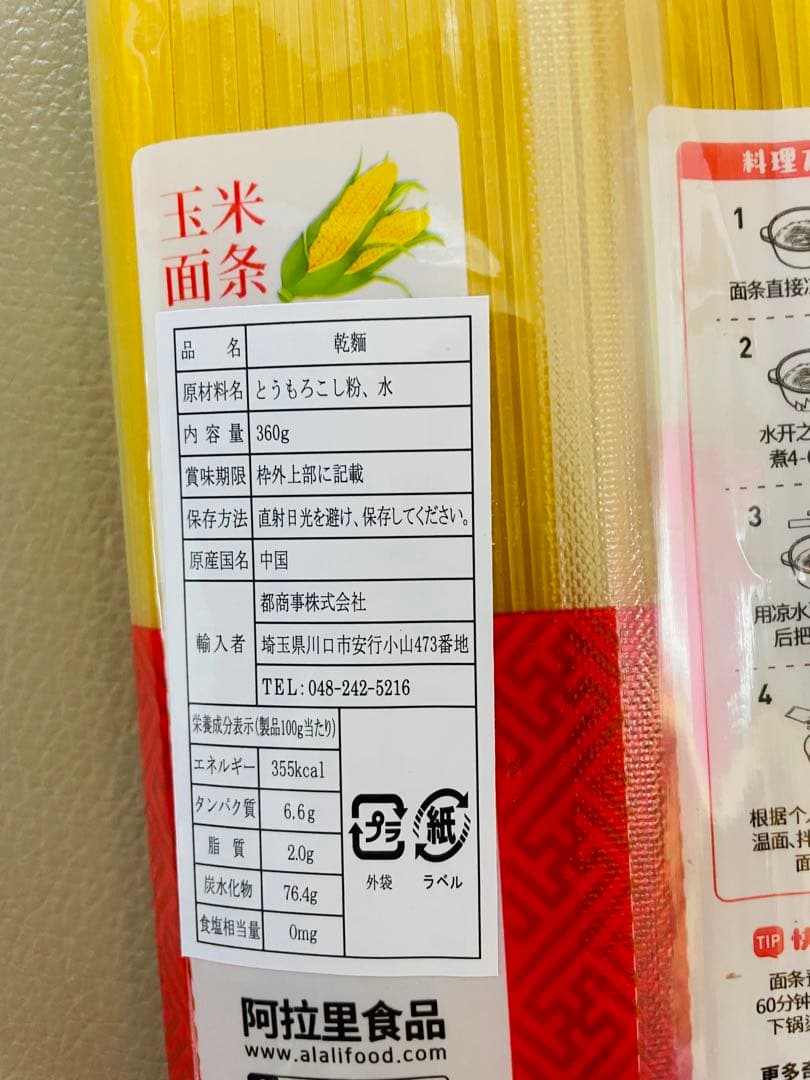 玉米
面条
品名 乾麺
原材料名 とうもろこし粉、水
内容量 360g
賞味期限 枠外上部に記載
保存方法 直射日光を避け、保存してください。
原産国名 中国
輸入者 都商事株式会社
埼玉県川口市安行小山473番地
TEL:048-242-5216
栄養成分表示(製品100g当たり)
エネルギー 355kcal
タンパク質 6.6g
脂質 2.0g
炭水化物 76.4g
食塩相当量 0mg
プラ 紙
外袋 ラベル
阿拉里食品
www.alalifood.com
料理
1
面条直接
2
水开之
煮4-
3
用凉水
后把
4
根据个
温面、拌
面
TIP
面条
60分钟
下锅
更多